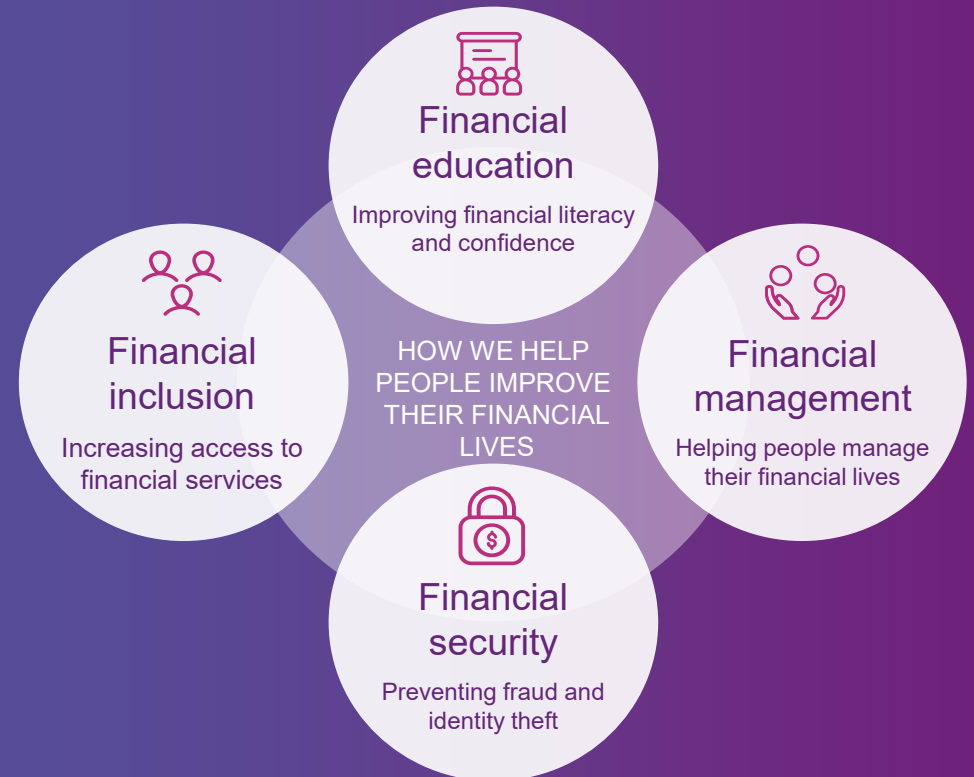 Financial
education
Improving financial literacy
and confidence
Financial
inclusion
Increasing access to
financial services
HOW WE HELP
PEOPLE IMPROVE
THEIR FINANCIAL
LIVES
Financial
management
Helping people manage
their financial lives
$
Financial
security
Preventing fraud and
identity theft